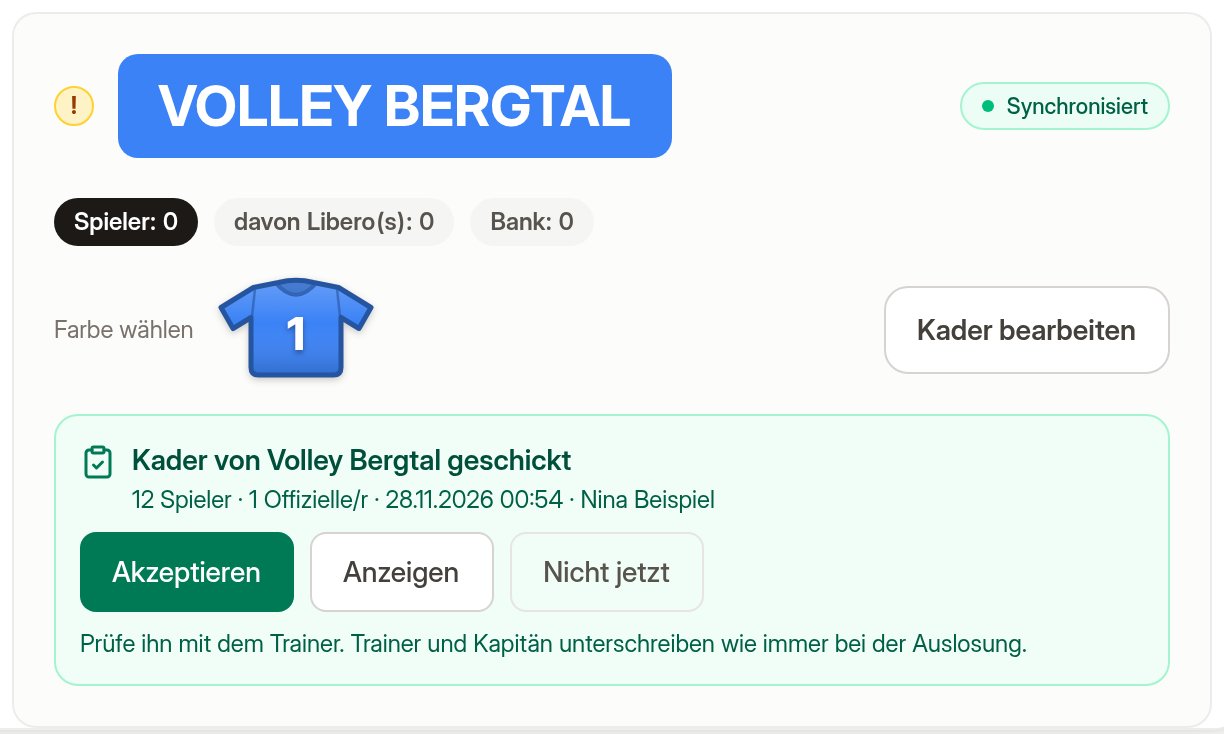 !
VOLLEY BERGTAL
Synchronisiert
Spieler: 0
davon Libero(s): 0
Bank: 0
Farbe wählen
1
Kader bearbeiten
Kader von Volley Bergtal geschickt
12 Spieler · 1 Offizielle/r · 28.11.2026 00:54 · Nina Beispiel
Akzeptieren
Anzeigen
Nicht jetzt
Prüfe ihn mit dem Trainer. Trainer und Kapitän unterschreiben wie immer bei der Auslosung.